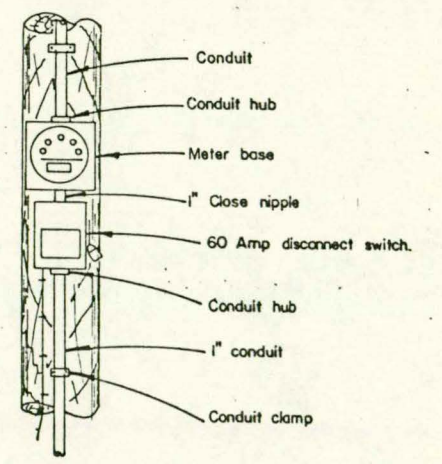 Conduit
Conduit hub
Meter base
1" Close nipple
60 Amp disconnect switch.
Conduit hub
1" conduit
Conduit clamp